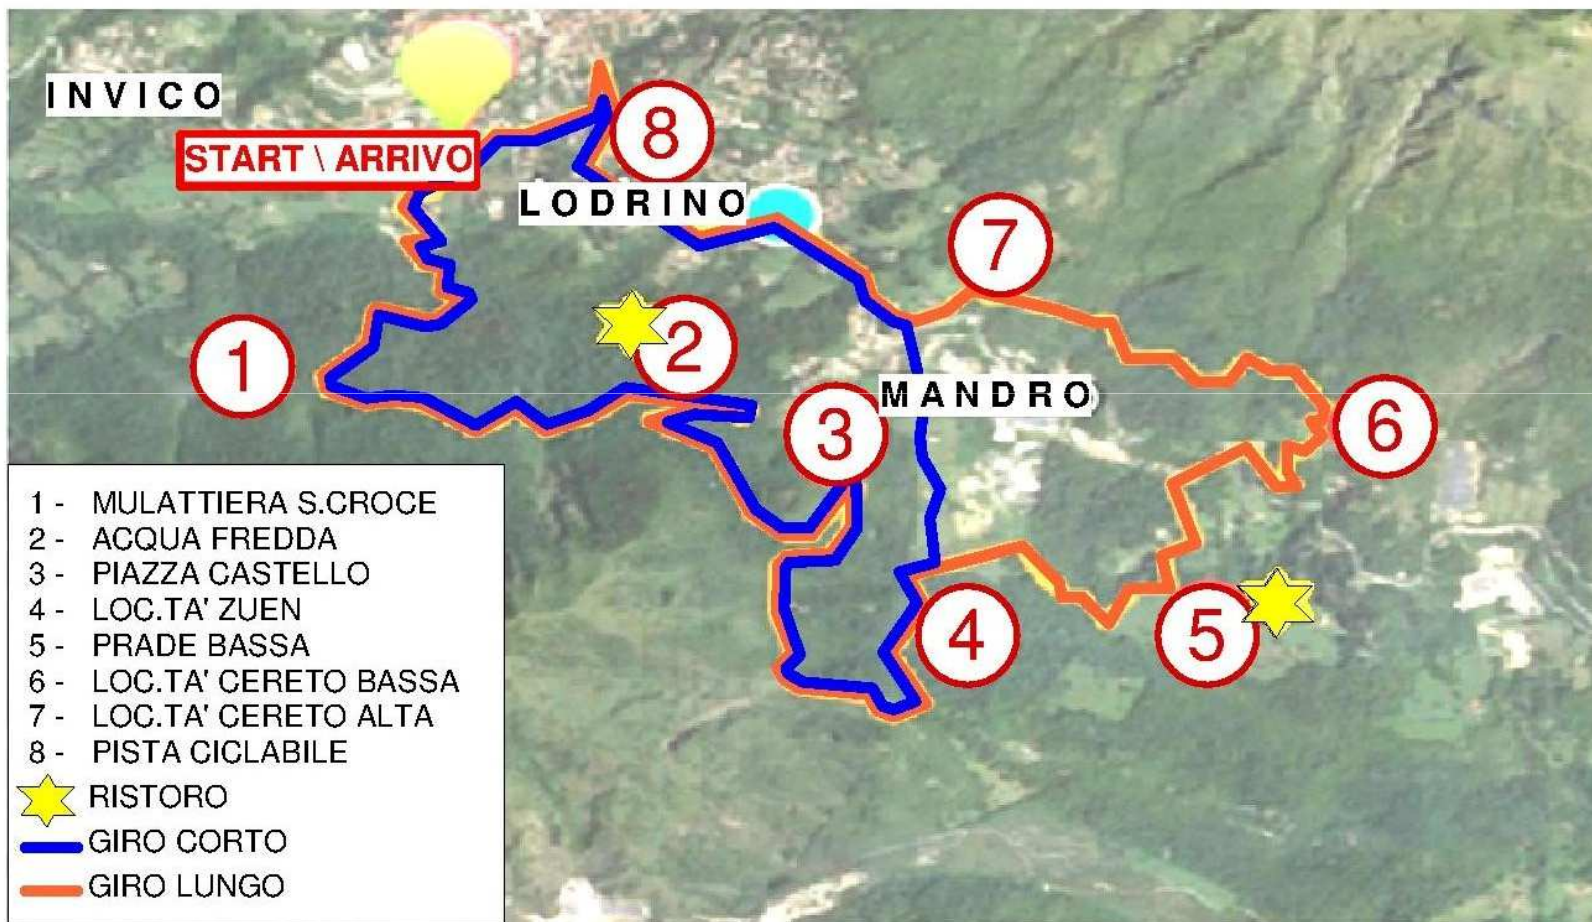 INVICO
START \ ARRIVO
8
LODRINO
7
2
1
MANDRO
3
6
4
5
1 - MULATTIERA S.CROCE
2 - ACQUA FREDDA
3 - PIAZZA CASTELLO
4 - LOC.TA' ZUEN
5 - PRADE BASSA
6 - LOC.TA' CERETO BASSA
7 - LOC.TA' CERETO ALTA
8 - PISTA CICLABILE
RISTORO
GIRO CORTO
GIRO LUNGO